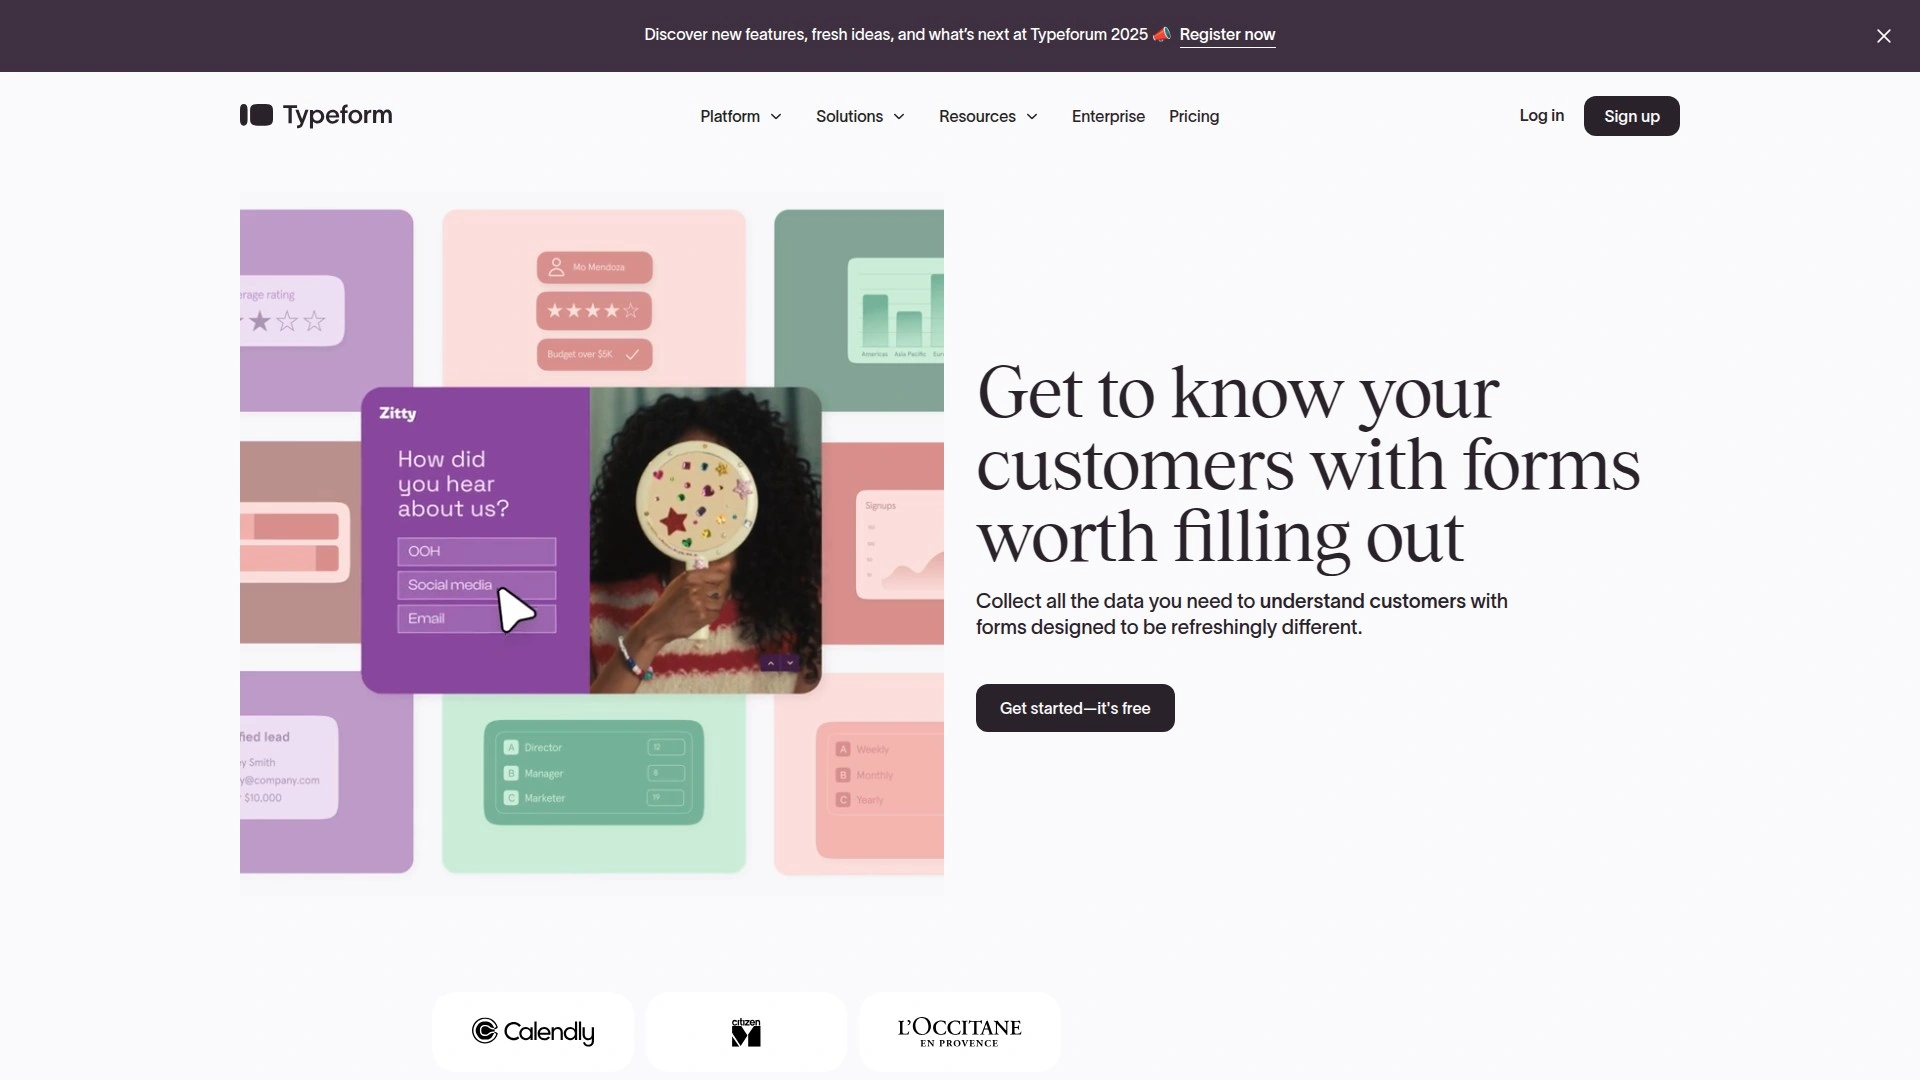 Discover new features, fresh ideas, and what's next at Typeforum 2025 📣 Register now
Typeform
Platform
Solutions
Resources
Enterprise
Pricing
Log in
Sign up
erage rating
Mo Mendoza
Budget over $5K
Americas
Asia Pacific
Zitty
How did
you hear
about us?
OOH
Social media
Email
Signups
Get to know your
customers with forms
worth filling out
Collect all the data you need to understand customers with
forms designed to be refreshingly different.
Get started—it's free
fied lead
y Smith
y@company.com
$10,000
A Director 12
B Manager
C Marketer
A Weekly
B Monthly
C Yearly
Calendly
citizen
M
L'OCCITANE
EN PROVENCE